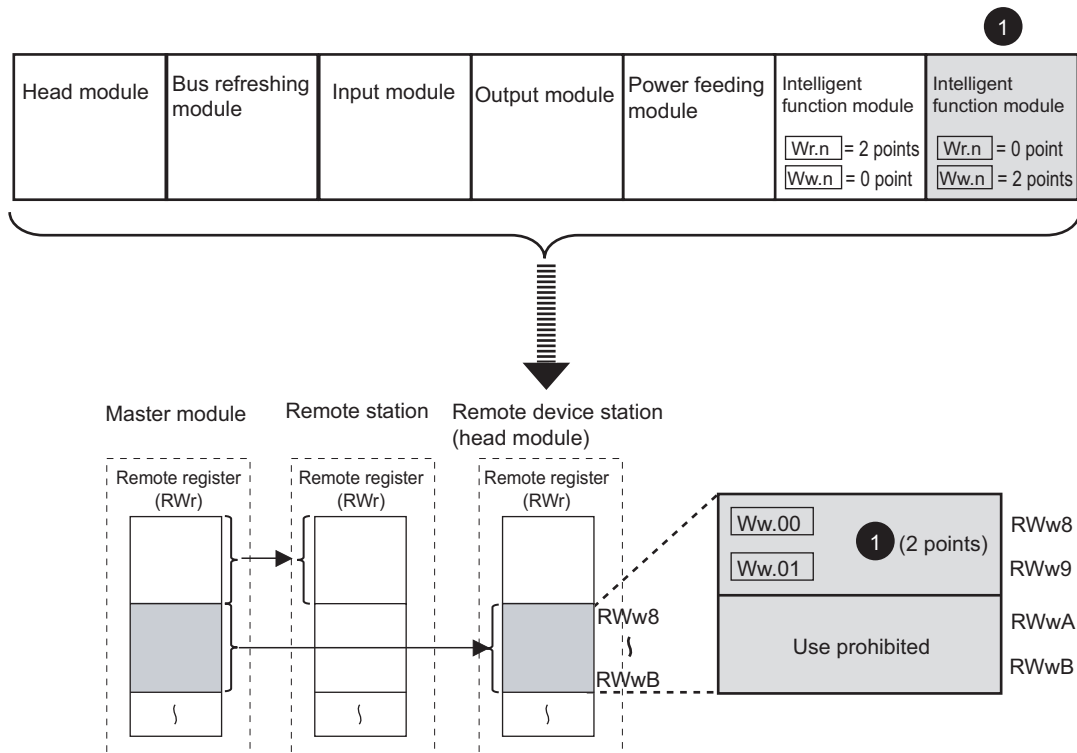 1
Head module
Bus refreshing
module
Input module
Output module
Power feeding
module
Intelligent
function module
Wr.n = 2 points
Ww.n = 0 point
Intelligent
function module
Wr.n = 0 point
Ww.n = 2 points
Master module
Remote station
Remote device station
(head module)
Remote register
(RWr)
Remote register
(RWr)
Remote register
(RWr)
RWw8
RWwB
Ww.00
Ww.01
1 (2 points)
Use prohibited
RWw8
RWw9
RWwA
RWwB